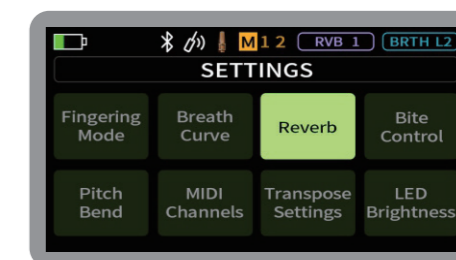 M 1 2 RVB 1 BRTH L2
SETTINGS
Fingering Mode
Breath Curve
Reverb
Bite Control
Pitch Bend
MIDI Channels
Transpose Settings
LED Brightness